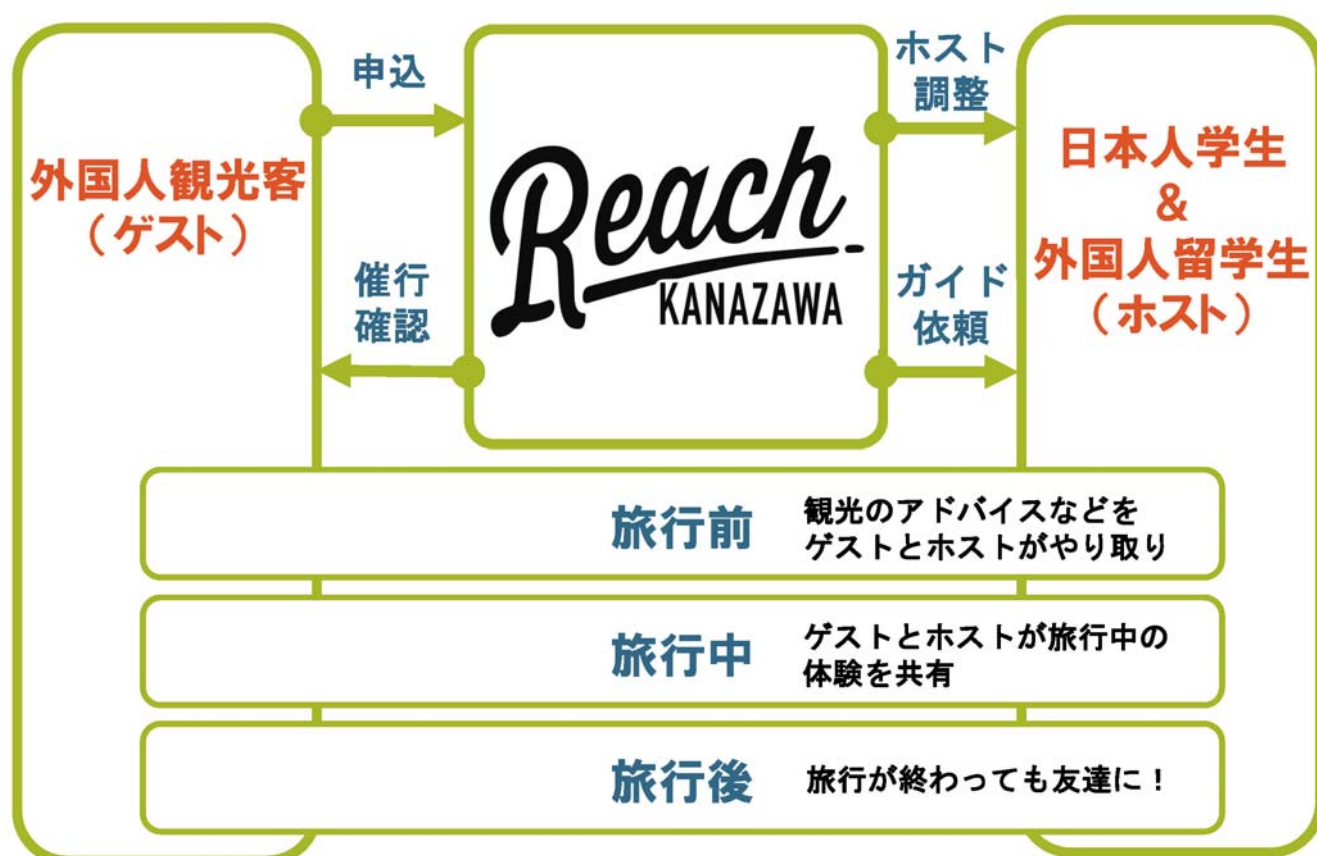 申込
ホスト
調整
外国人観光客
（ゲスト）
Reach
KANAZAWA
日本人学生
&
外国人留学生
（ホスト）
催行
確認
ガイド
依頼
旅行前
観光のアドバイスなどを
ゲストとホストがやり取り
旅行中
ゲストとホストが旅行中の
体験を共有
旅行後
旅行が終わっても友達に！